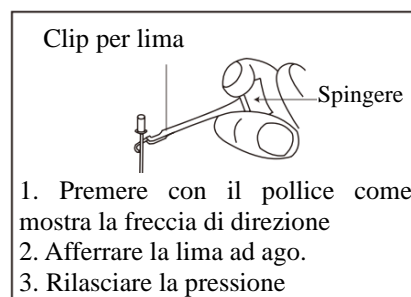 Clip per lima
Spingere
1. Premere con il pollice come
mostra la freccia di direzione
2. Afferrare la lima ad ago.
3. Rilasciare la pressione